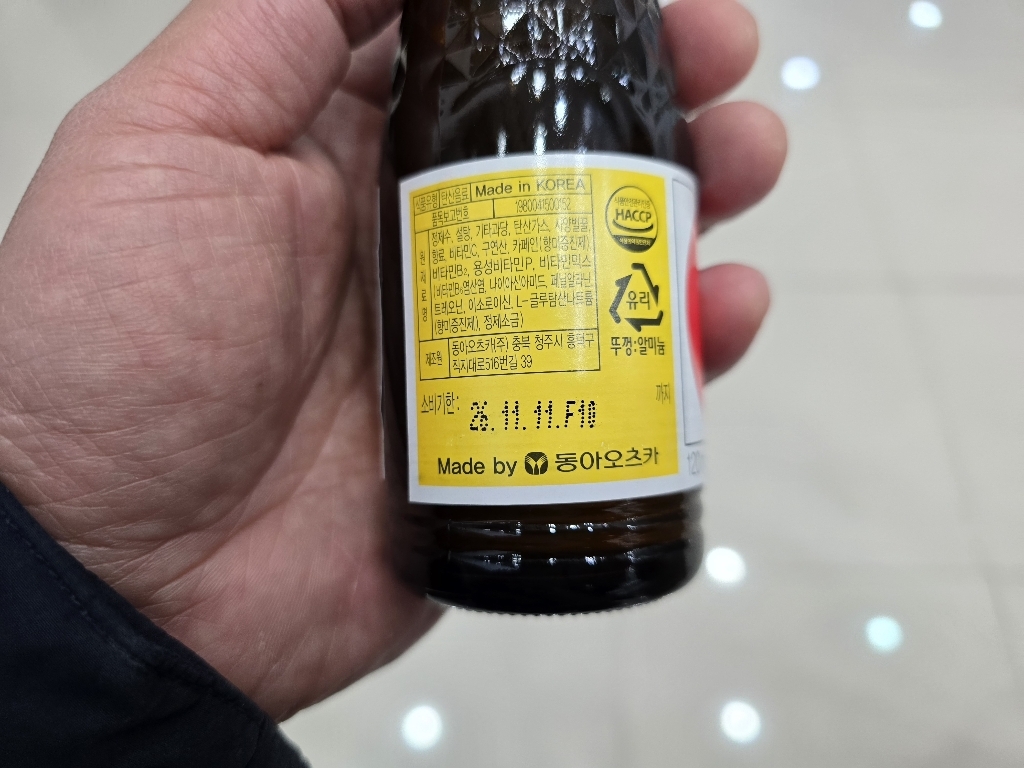 식품유형 탄산음료 Made in KOREA
품목보고번호 1980041500152
원재료명
정제수, 설탕, 기타과당, 탄산가스, 사양벌꿀,
향료, 비타민C, 구연산, 카페인(향미증진제),
비타민B₂, 용성비타민P, 비타민믹스
(비타민B₆염산염, 나이아신아미드, 페닐알라닌,
트레오닌, 이소로이신, L-글루탐산나트륨
(향미증진제), 정제소금)
제조원 동아오츠카(주) 충북 청주시 흥덕구
직지대로516번길 39
HACCP
유리
뚜껑·알미늄
소비기한: 26.11.11.F10 까지
Made by 동아오츠카